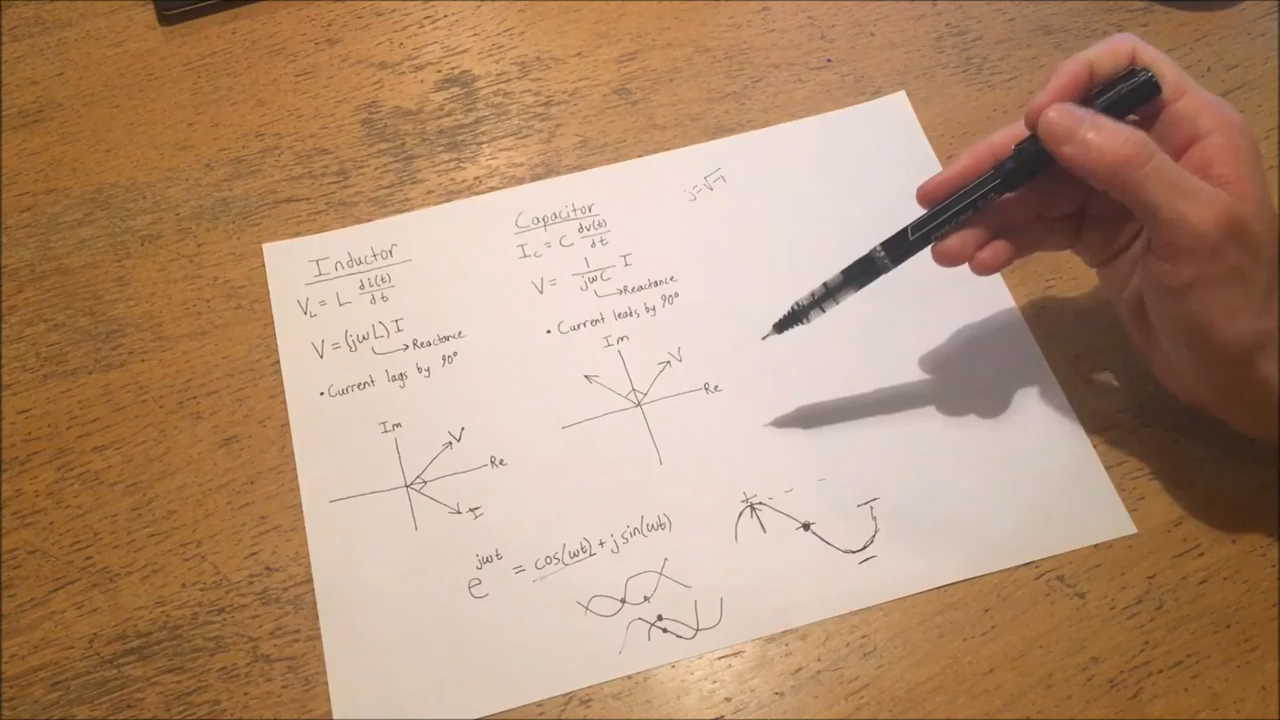 Inductor
V_L = L di(t)/dt
V = (jωL) I
→ Reactance
• Current lags by 90°
Im
V
Re
I
Capacitor
I_C = C dv(t)/dt
V = 1/jωC I
→ Reactance
• Current leads by 90°
Im
V
Re
j = √-1
e^jωt = cos(ωt) + j sin(ωt)